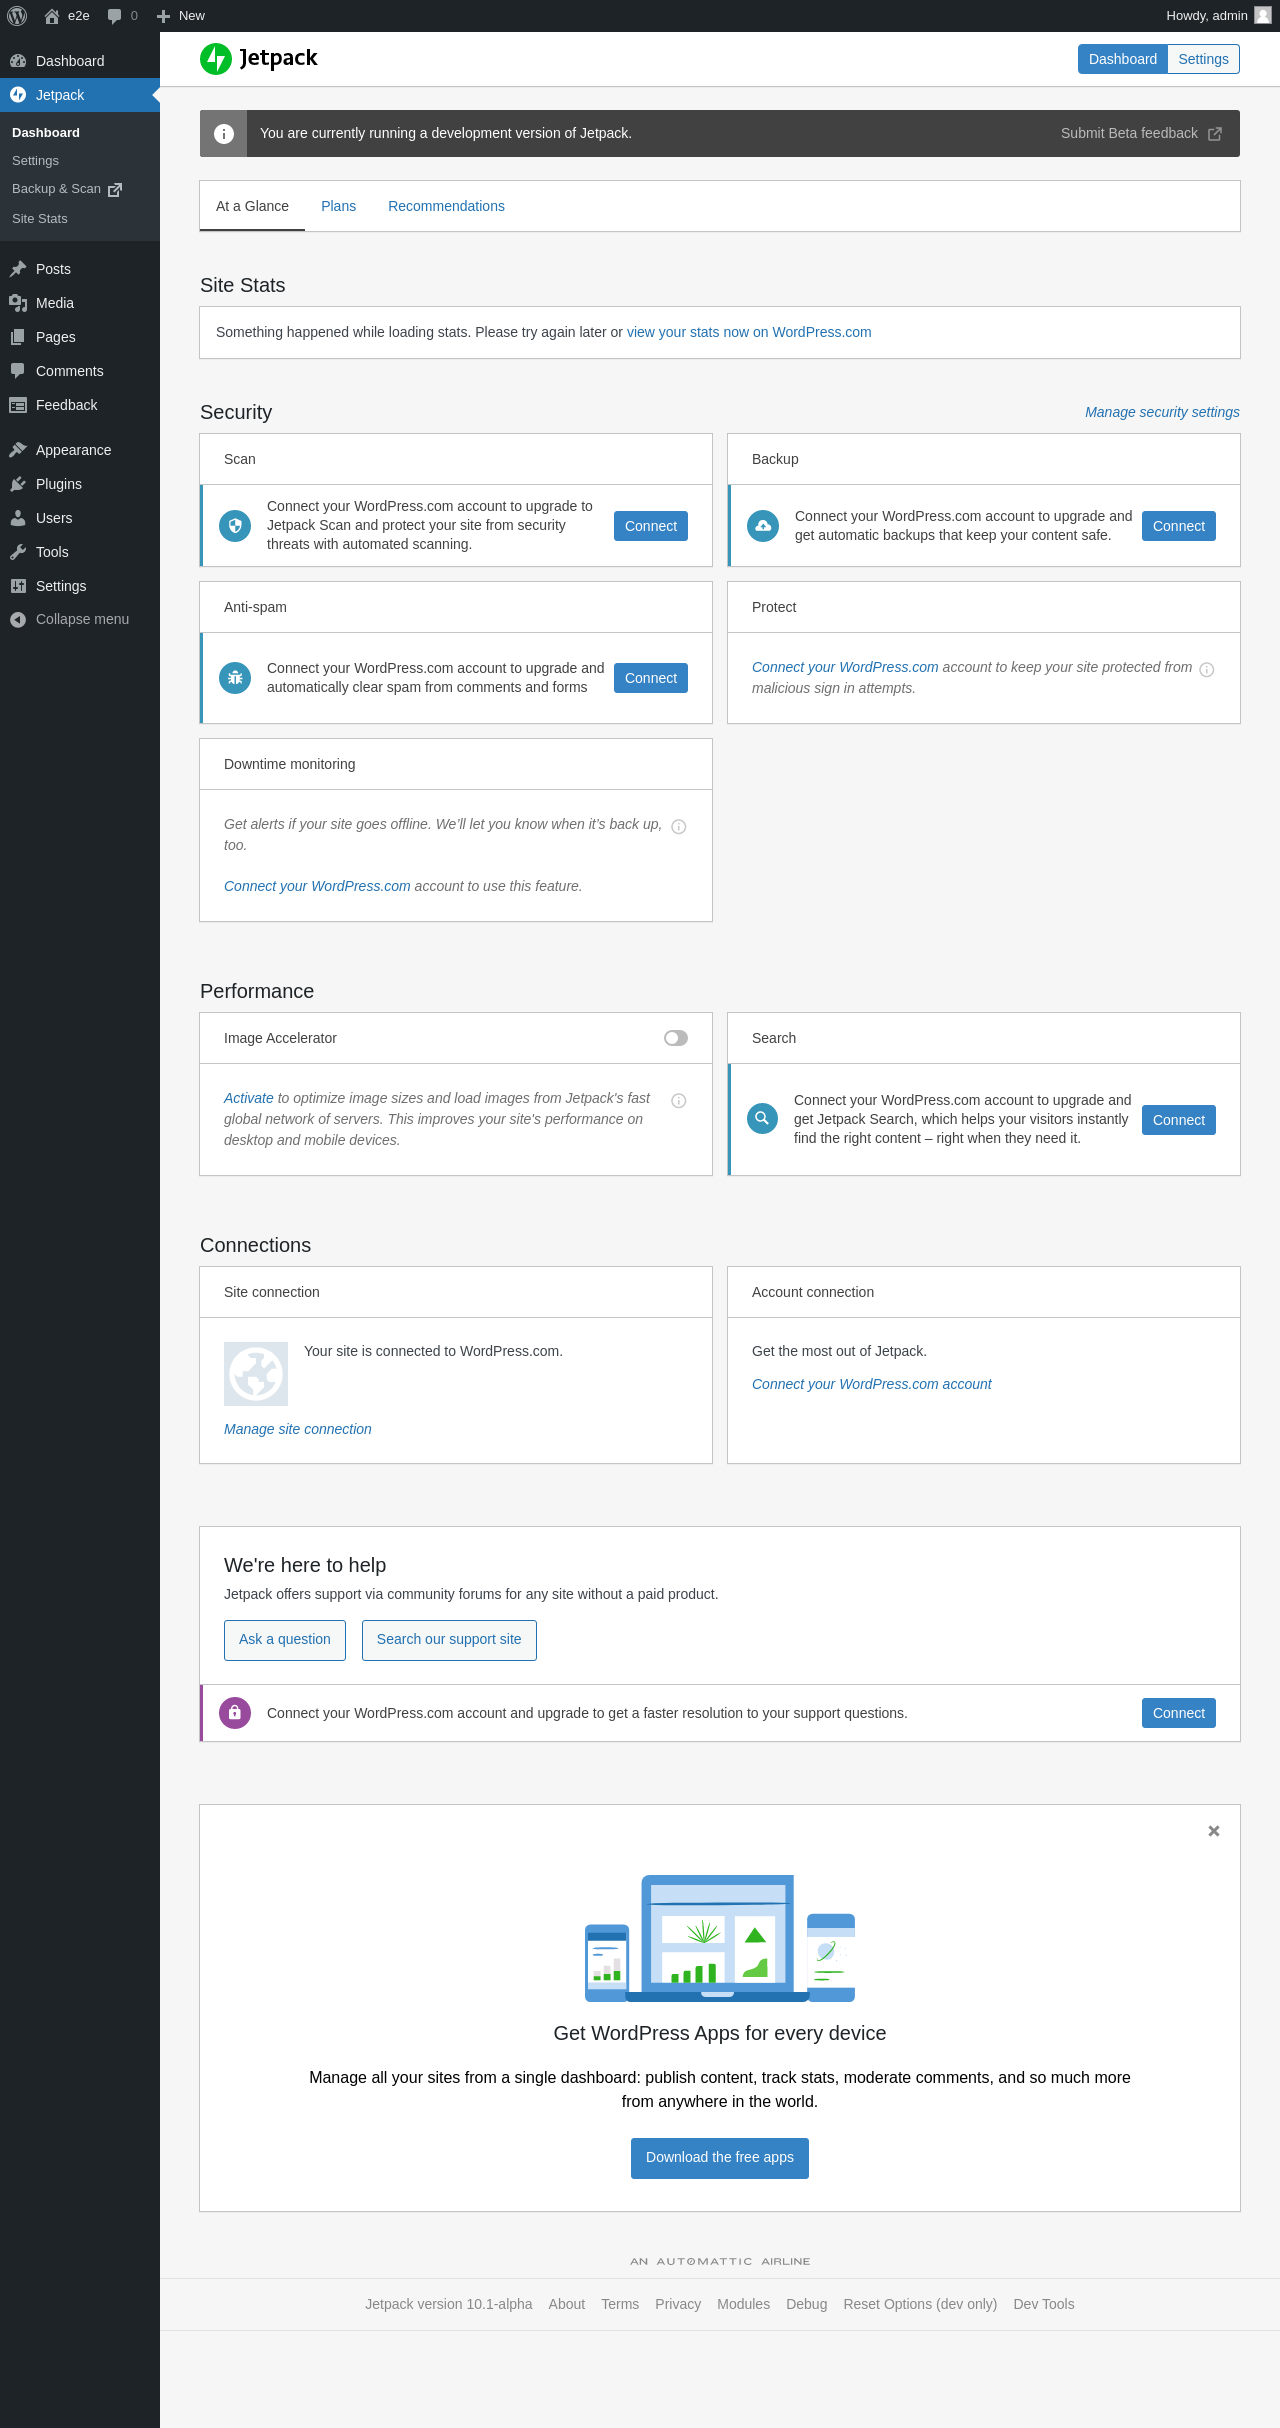 e2e
0
New
Howdy, admin
Dashboard
Jetpack
Dashboard
Settings
Backup & Scan
Site Stats
Posts
Media
Pages
Comments
Feedback
Appearance
Plugins
Users
Tools
Settings
Collapse menu
Jetpack
Dashboard
Settings
You are currently running a development version of Jetpack.
Submit Beta feedback
At a Glance
Plans
Recommendations
Site Stats
Something happened while loading stats. Please try again later or view your stats now on WordPress.com
Security
Manage security settings
Scan
Connect your WordPress.com account to upgrade to
Jetpack Scan and protect your site from security
threats with automated scanning.
Connect
Backup
Connect your WordPress.com account to upgrade and
get automatic backups that keep your content safe.
Connect
Anti-spam
Connect your WordPress.com account to upgrade and
automatically clear spam from comments and forms
Connect
Protect
Connect your WordPress.com account to keep your site protected from
malicious sign in attempts.
Downtime monitoring
Get alerts if your site goes offline. We’ll let you know when it’s back up,
too.
Connect your WordPress.com account to use this feature.
Performance
Image Accelerator
Activate to optimize image sizes and load images from Jetpack's fast
global network of servers. This improves your site's performance on
desktop and mobile devices.
Search
Connect your WordPress.com account to upgrade and
get Jetpack Search, which helps your visitors instantly
find the right content – right when they need it.
Connect
Connections
Site connection
Your site is connected to WordPress.com.
Manage site connection
Account connection
Get the most out of Jetpack.
Connect your WordPress.com account
We're here to help
Jetpack offers support via community forums for any site without a paid product.
Ask a question
Search our support site
Connect your WordPress.com account and upgrade to get a faster resolution to your support questions.
Connect
Get WordPress Apps for every device
Manage all your sites from a single dashboard: publish content, track stats, moderate comments, and so much more
from anywhere in the world.
Download the free apps
AN AUTOMATTIC AIRLINE
Jetpack version 10.1-alpha
About
Terms
Privacy
Modules
Debug
Reset Options (dev only)
Dev Tools